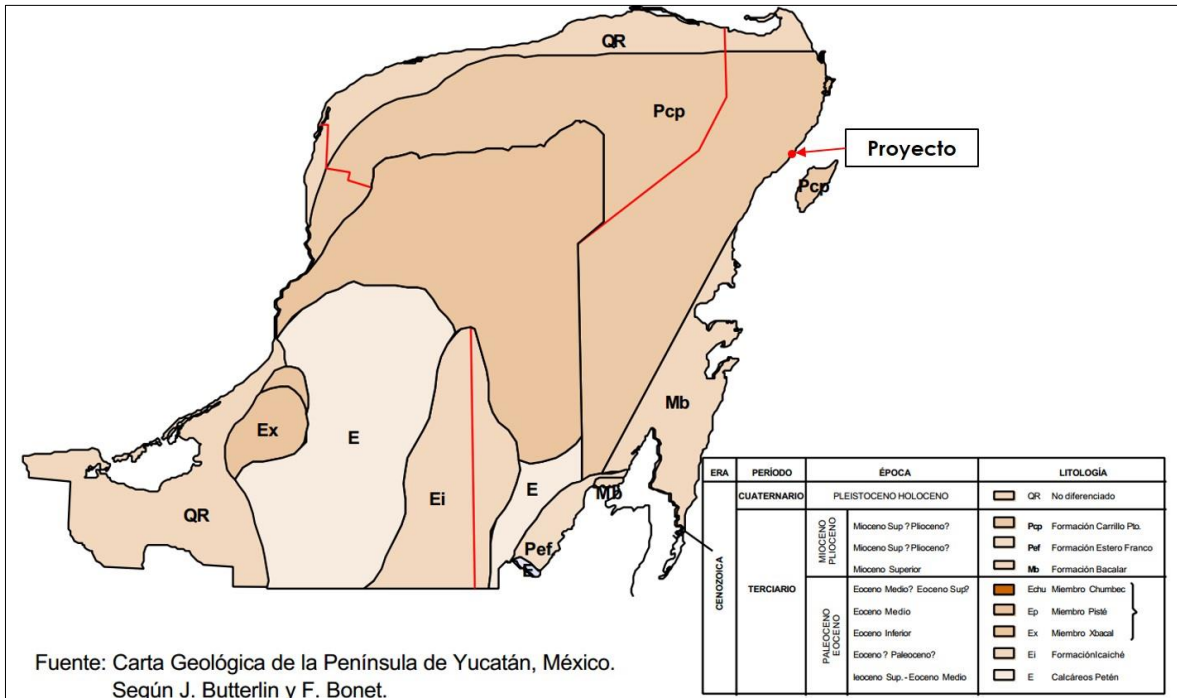 QR
Pcp
Proyecto
Pcp
Mb
Ex
E
Ei
E
Mb
QR
Pef
E
ERA PERÍODO ÉPOCA LITOLOGÍA
CUATERNARIO PLEISTOCENO HOLOCENO QR No diferenciado
CENOZOICA
TERCIARIO
MIOCENO
PLIOCENO
Mioceno Sup ?Plioceno? Pcp Formación Carrillo Pto.
Mioceno Sup ?Plioceno? Pef Formación Estero Franco
Mioceno Superior Mb Formación Bacalar
PALEOCENO
EOCENO
Eoceno Medio? Eoceno Sup? Echu Miembro Chumbec
Eoceno Medio Ep Miembro Pisté
Eoceno Inferior Ex Miembro Xbacal
Eoceno ? Paleoceno? Ei FormaciónIcaiché
leoceno Sup. - Eoceno Medio E Calcáreos Petén
Fuente: Carta Geológica de la Península de Yucatán, México.
Según J. Butterlin y F. Bonet.